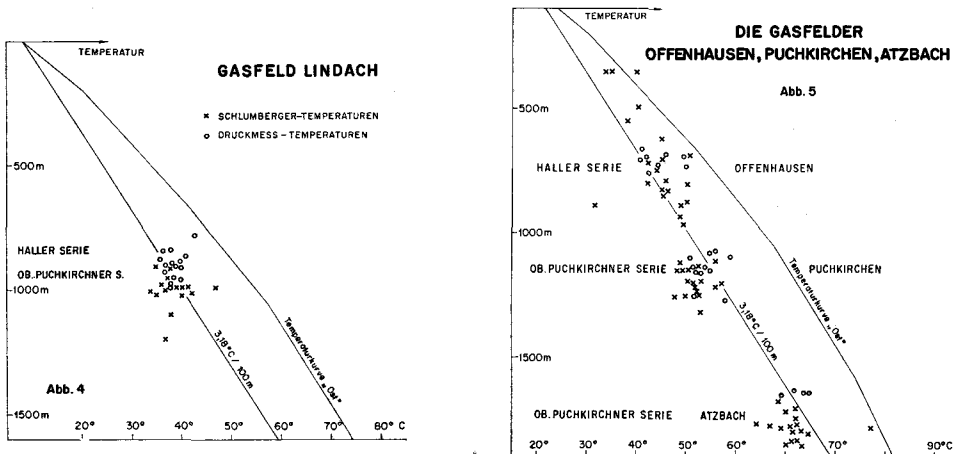 TEMPERATUR
GASFELD LINDACH
× SCHLUMBERGER-TEMPERATUREN
o DRUCKMESS-TEMPERATUREN
500m
HALLER SERIE
OB. PUCHKIRCHNER S.
1000m
3,18°C / 100m
Temperaturkurve „Ost"
Abb. 4
1500m
20° 30° 40° 50° 60° 80° C
TEMPERATUR
DIE GASFELDER
OFFENHAUSEN, PUCHKIRCHEN, ATZBACH
Abb. 5
500m
HALLER SERIE
OFFENHAUSEN
1000m
OB. PUCHKIRCHNER SERIE
PUCHKIRCHEN
Temperaturkurve „Ost"
3,18°C / 100m
1500m
OB. PUCHKIRCHNER SERIE ATZBACH
20° 30° 40° 50° 60° 70° 90°C